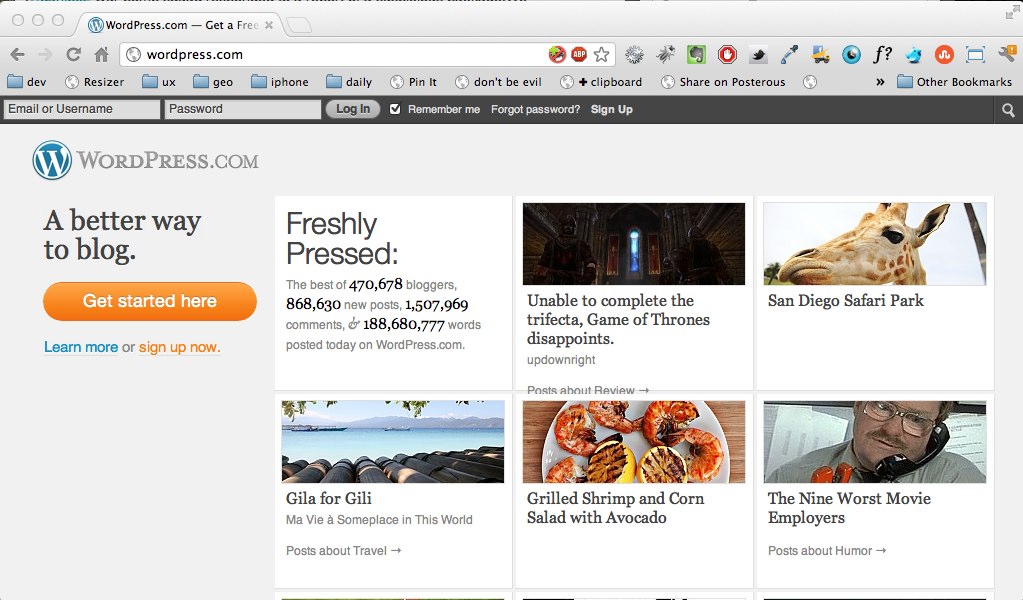 WordPress.com — Get a Free
wordpress.com
ABP
f?
dev
Resizer
ux
geo
iphone
daily
Pin It
don't be evil
+ clipboard
Share on Posterous
»
Other Bookmarks
Email or Username
Password
Log In
Remember me
Forgot password?
Sign Up
W WORDPRESS.COM
A better way
to blog.
Get started here
Learn more or sign up now.
Freshly
Pressed:
The best of 470,678 bloggers,
868,630 new posts, 1,507,969
comments, & 188,680,777 words
posted today on WordPress.com.
Unable to complete the
trifecta, Game of Thrones
disappoints.
updownright
Posts about Review →
San Diego Safari Park
Gila for Gili
Ma Vie à Someplace in This World
Posts about Travel →
Grilled Shrimp and Corn
Salad with Avocado
The Nine Worst Movie
Employers
Posts about Humor →